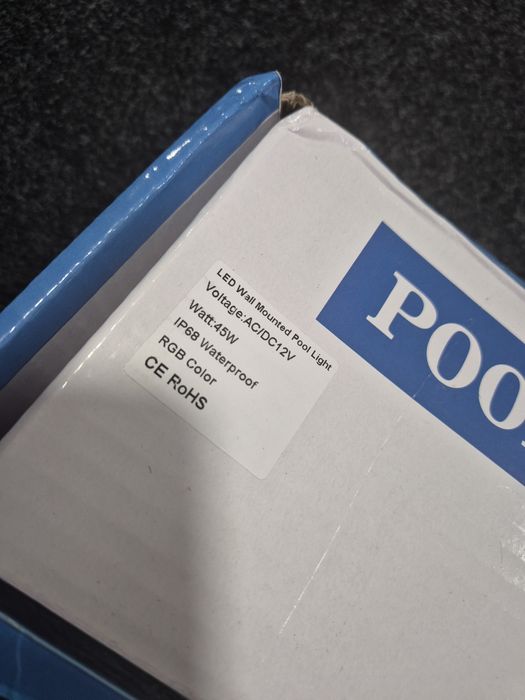 LED Wall Mounted Pool Light
Voltage:AC/DC12V
Watt:45W
IP68 Waterproof
RGB Color
CE RoHS
POO